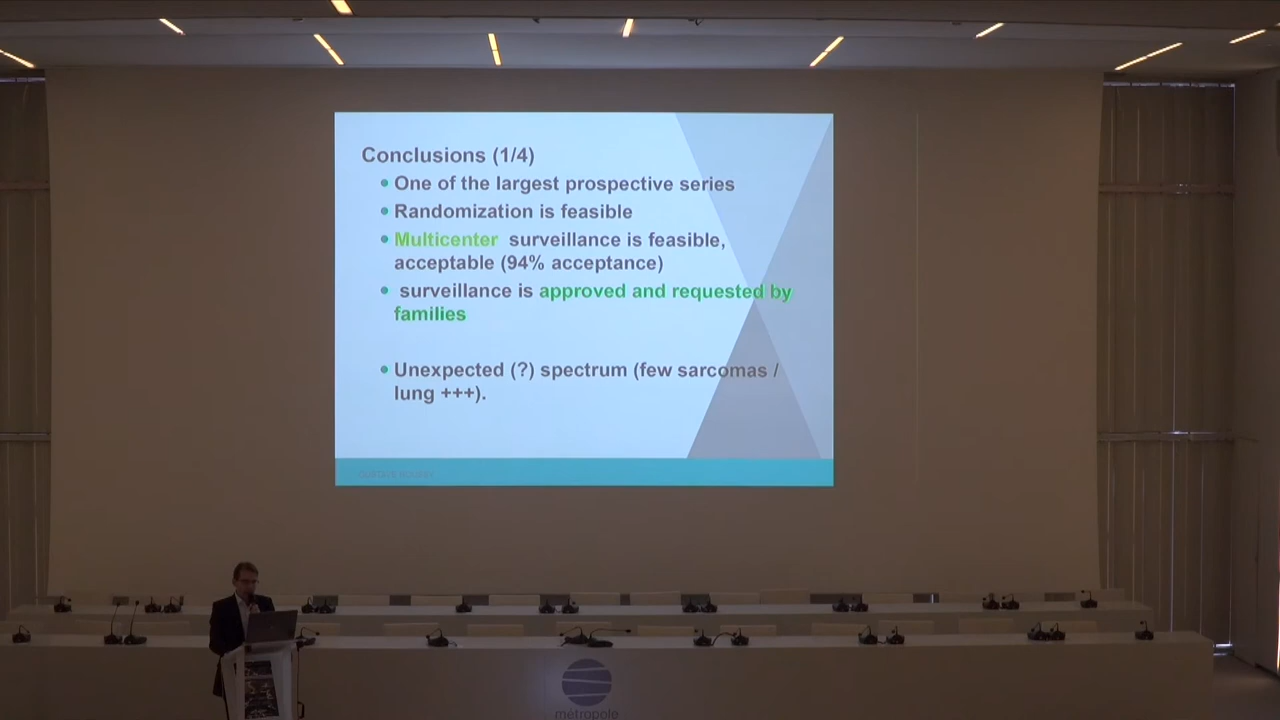 Conclusions (1/4)
• One of the largest prospective series
• Randomization is feasible
• Multicenter surveillance is feasible,
acceptable (94% acceptance)
• surveillance is approved and requested by
families
• Unexpected (?) spectrum (few sarcomas /
lung +++).
métropole